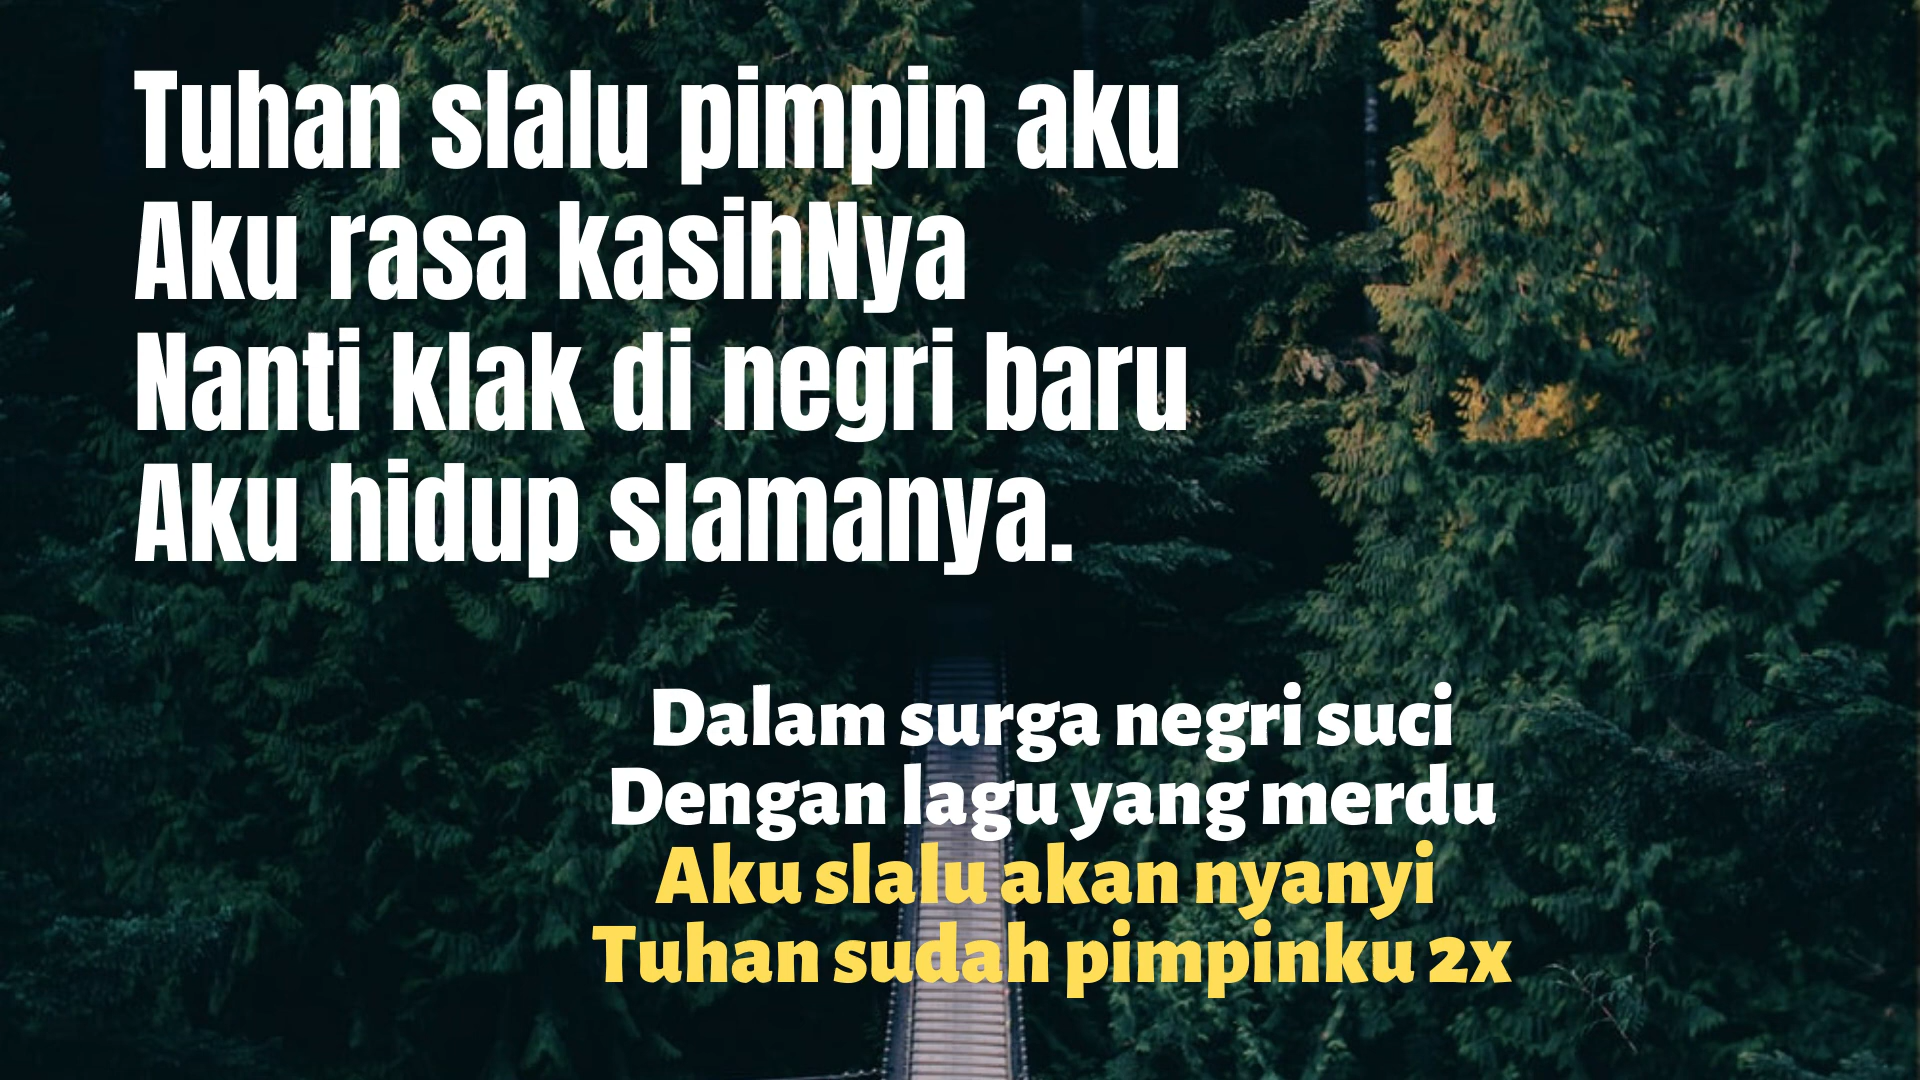 Tuhan slalu pimpin aku
Aku rasa kasihNya
Nanti klak di negri baru
Aku hidup slamanya.
Dalam surga negri suci
Dengan lagu yang merdu
Aku slalu akan nyanyi
Tuhan sudah pimpinku 2x